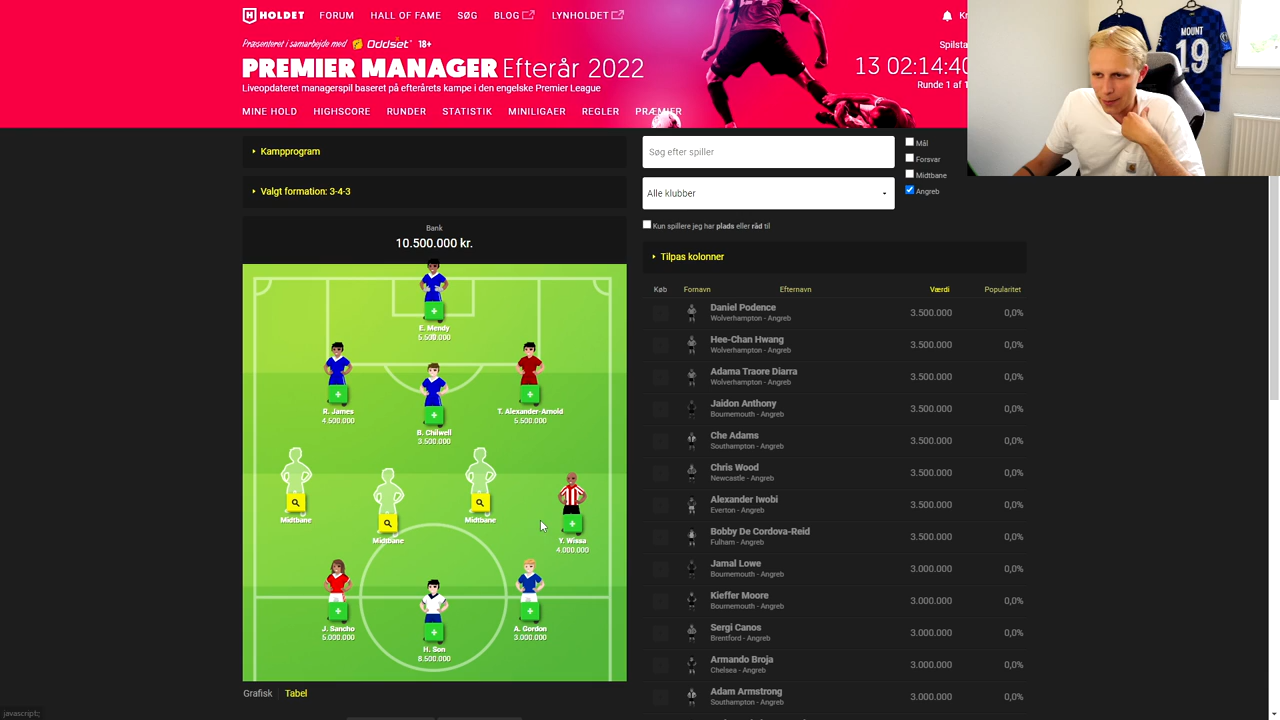 HOLDET FORUM HALL OF FAME SØG BLOG LYNHOLDET
Præsenteret i samarbejde med Oddset 18+
PREMIER MANAGER Efterår 2022
Liveopdateret managerspil baseret på efterårets kampe i den engelske Premier League
Spilsta
13 02:14:40
Runde 1 af 1
MINE HOLD HIGHSCORE RUNDER STATISTIK MINILIGAER REGLER PRÆMIER
MOUNT
19
Kampprogram
Valgt formation: 3-4-3
Bank
10.500.000 kr.
E. Mendy
5.500.000
R. James
4.500.000
B. Chilwell
3.500.000
T. Alexander-Arnold
5.500.000
Midtbane
Midtbane
Midtbane
Y. Wissa
4.000.000
J. Sancho
5.000.000
H. Son
8.500.000
A. Gordon
3.000.000
Grafisk Tabel
javascript:;
Søg efter spiller
Alle klubber
Mål
Forsvar
Midtbane
Angreb
Kun spillere jeg har plads eller råd til
Tilpas kolonner
Køb Fornavn Efternavn Værdi Popularitet
Daniel Podence
Wolverhampton - Angreb
3.500.000 0,0%
Hee-Chan Hwang
Wolverhampton - Angreb
3.500.000 0,0%
Adama Traore Diarra
Wolverhampton - Angreb
3.500.000 0,0%
Jaidon Anthony
Bournemouth - Angreb
3.500.000 0,0%
Che Adams
Southampton - Angreb
3.500.000 0,0%
Chris Wood
Newcastle - Angreb
3.500.000 0,0%
Alexander Iwobi
Everton - Angreb
3.500.000 0,0%
Bobby De Cordova-Reid
Fulham - Angreb
3.500.000 0,0%
Jamal Lowe
Bournemouth - Angreb
3.000.000 0,0%
Kieffer Moore
Bournemouth - Angreb
3.000.000 0,0%
Sergi Canos
Brentford - Angreb
3.000.000 0,0%
Armando Broja
Chelsea - Angreb
3.000.000 0,0%
Adam Armstrong
Southampton - Angreb
3.000.000 0,0%